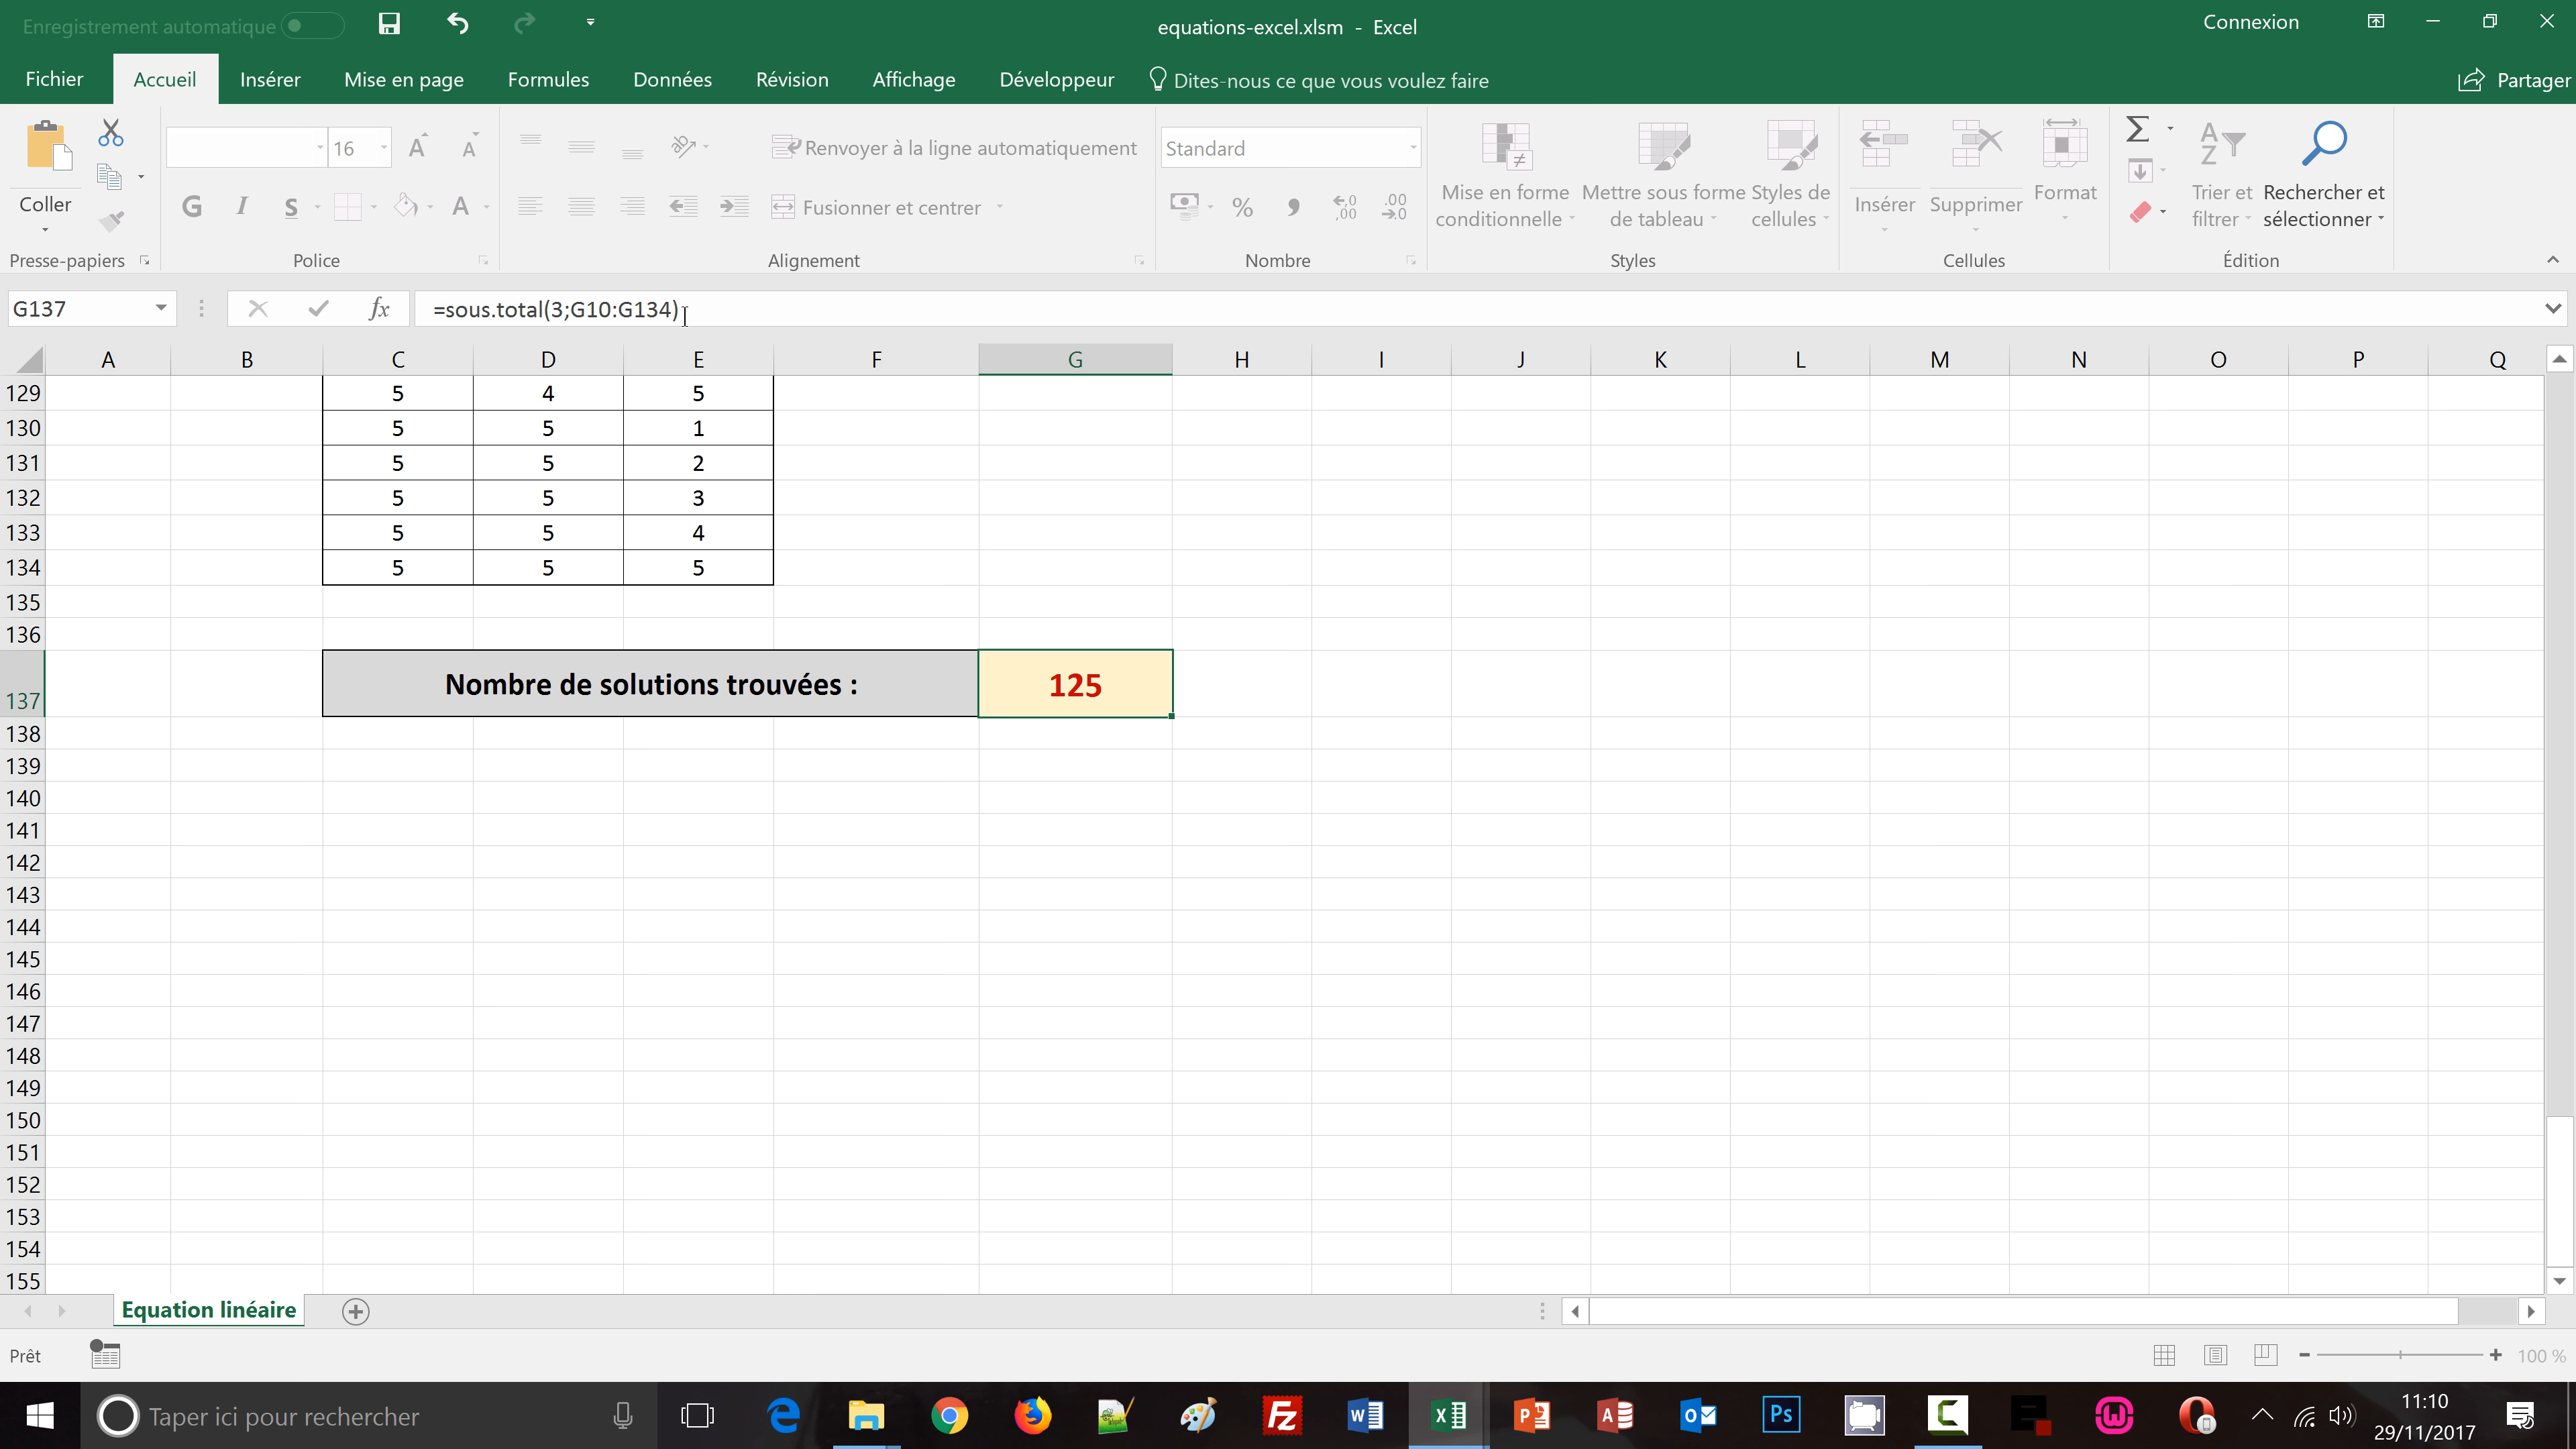 Enregistrement automatique
equations-excel.xlsm - Excel
Connexion
Fichier Accueil Insérer Mise en page Formules Données Révision Affichage Développeur Dites-nous ce que vous voulez faire Partager
Coller
Presse-papiers
16
G I S A
Police
Renvoyer à la ligne automatiquement
Fusionner et centrer
Alignement
Standard
%
Nombre
Mise en forme conditionnelle
Mettre sous forme de tableau
Styles de cellules
Styles
Insérer Supprimer Format
Cellules
Trier et filtrer
Rechercher et sélectionner
Édition
G137 fx =sous.total(3;G10:G134)
A B C D E F G H I J K L M N O P Q
129 5 4 5
130 5 5 1
131 5 5 2
132 5 5 3
133 5 5 4
134 5 5 5
135
136
137 Nombre de solutions trouvées : 125
138
139
140
141
142
143
144
145
146
147
148
149
150
151
152
153
154
155
Equation linéaire
Prêt 100 %
Taper ici pour rechercher
11:10
29/11/2017